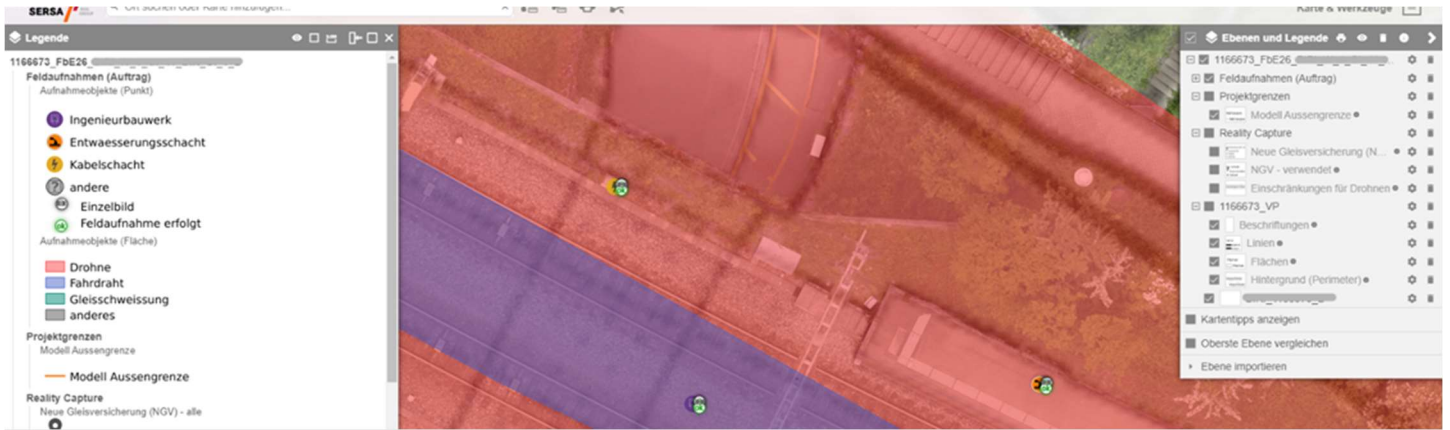 SERSA
Ort suchen oder Karte hinzufügen...
Karte & Werkzeuge
Legende
1166673_FbE26_
Feldaufnahmen (Auftrag)
Aufnahmeobjekte (Punkt)
Ingenieurbauwerk
Entwaesserungsschacht
Kabelschacht
andere
Einzelbild
Feldaufnahme erfolgt
Aufnahmeobjekte (Fläche)
Drohne
Fahrdraht
Gleisschweissung
anderes
Projektgrenzen
Modell Aussengrenze
Modell Aussengrenze
Reality Capture
Neue Gleisversicherung (NGV) - alle
Ebenen und Legende
1166673_FbE26_
Feldaufnahmen (Auftrag)
Projektgrenzen
Modell Aussengrenze
Reality Capture
Neue Gleisversicherung (N...
NGV - verwendet
Einschränkungen für Drohnen
1166673_VP
Beschriftungen
Linien
Flächen
Hintergrund (Perimeter)
Kartentipps anzeigen
Oberste Ebene vergleichen
Ebene importieren